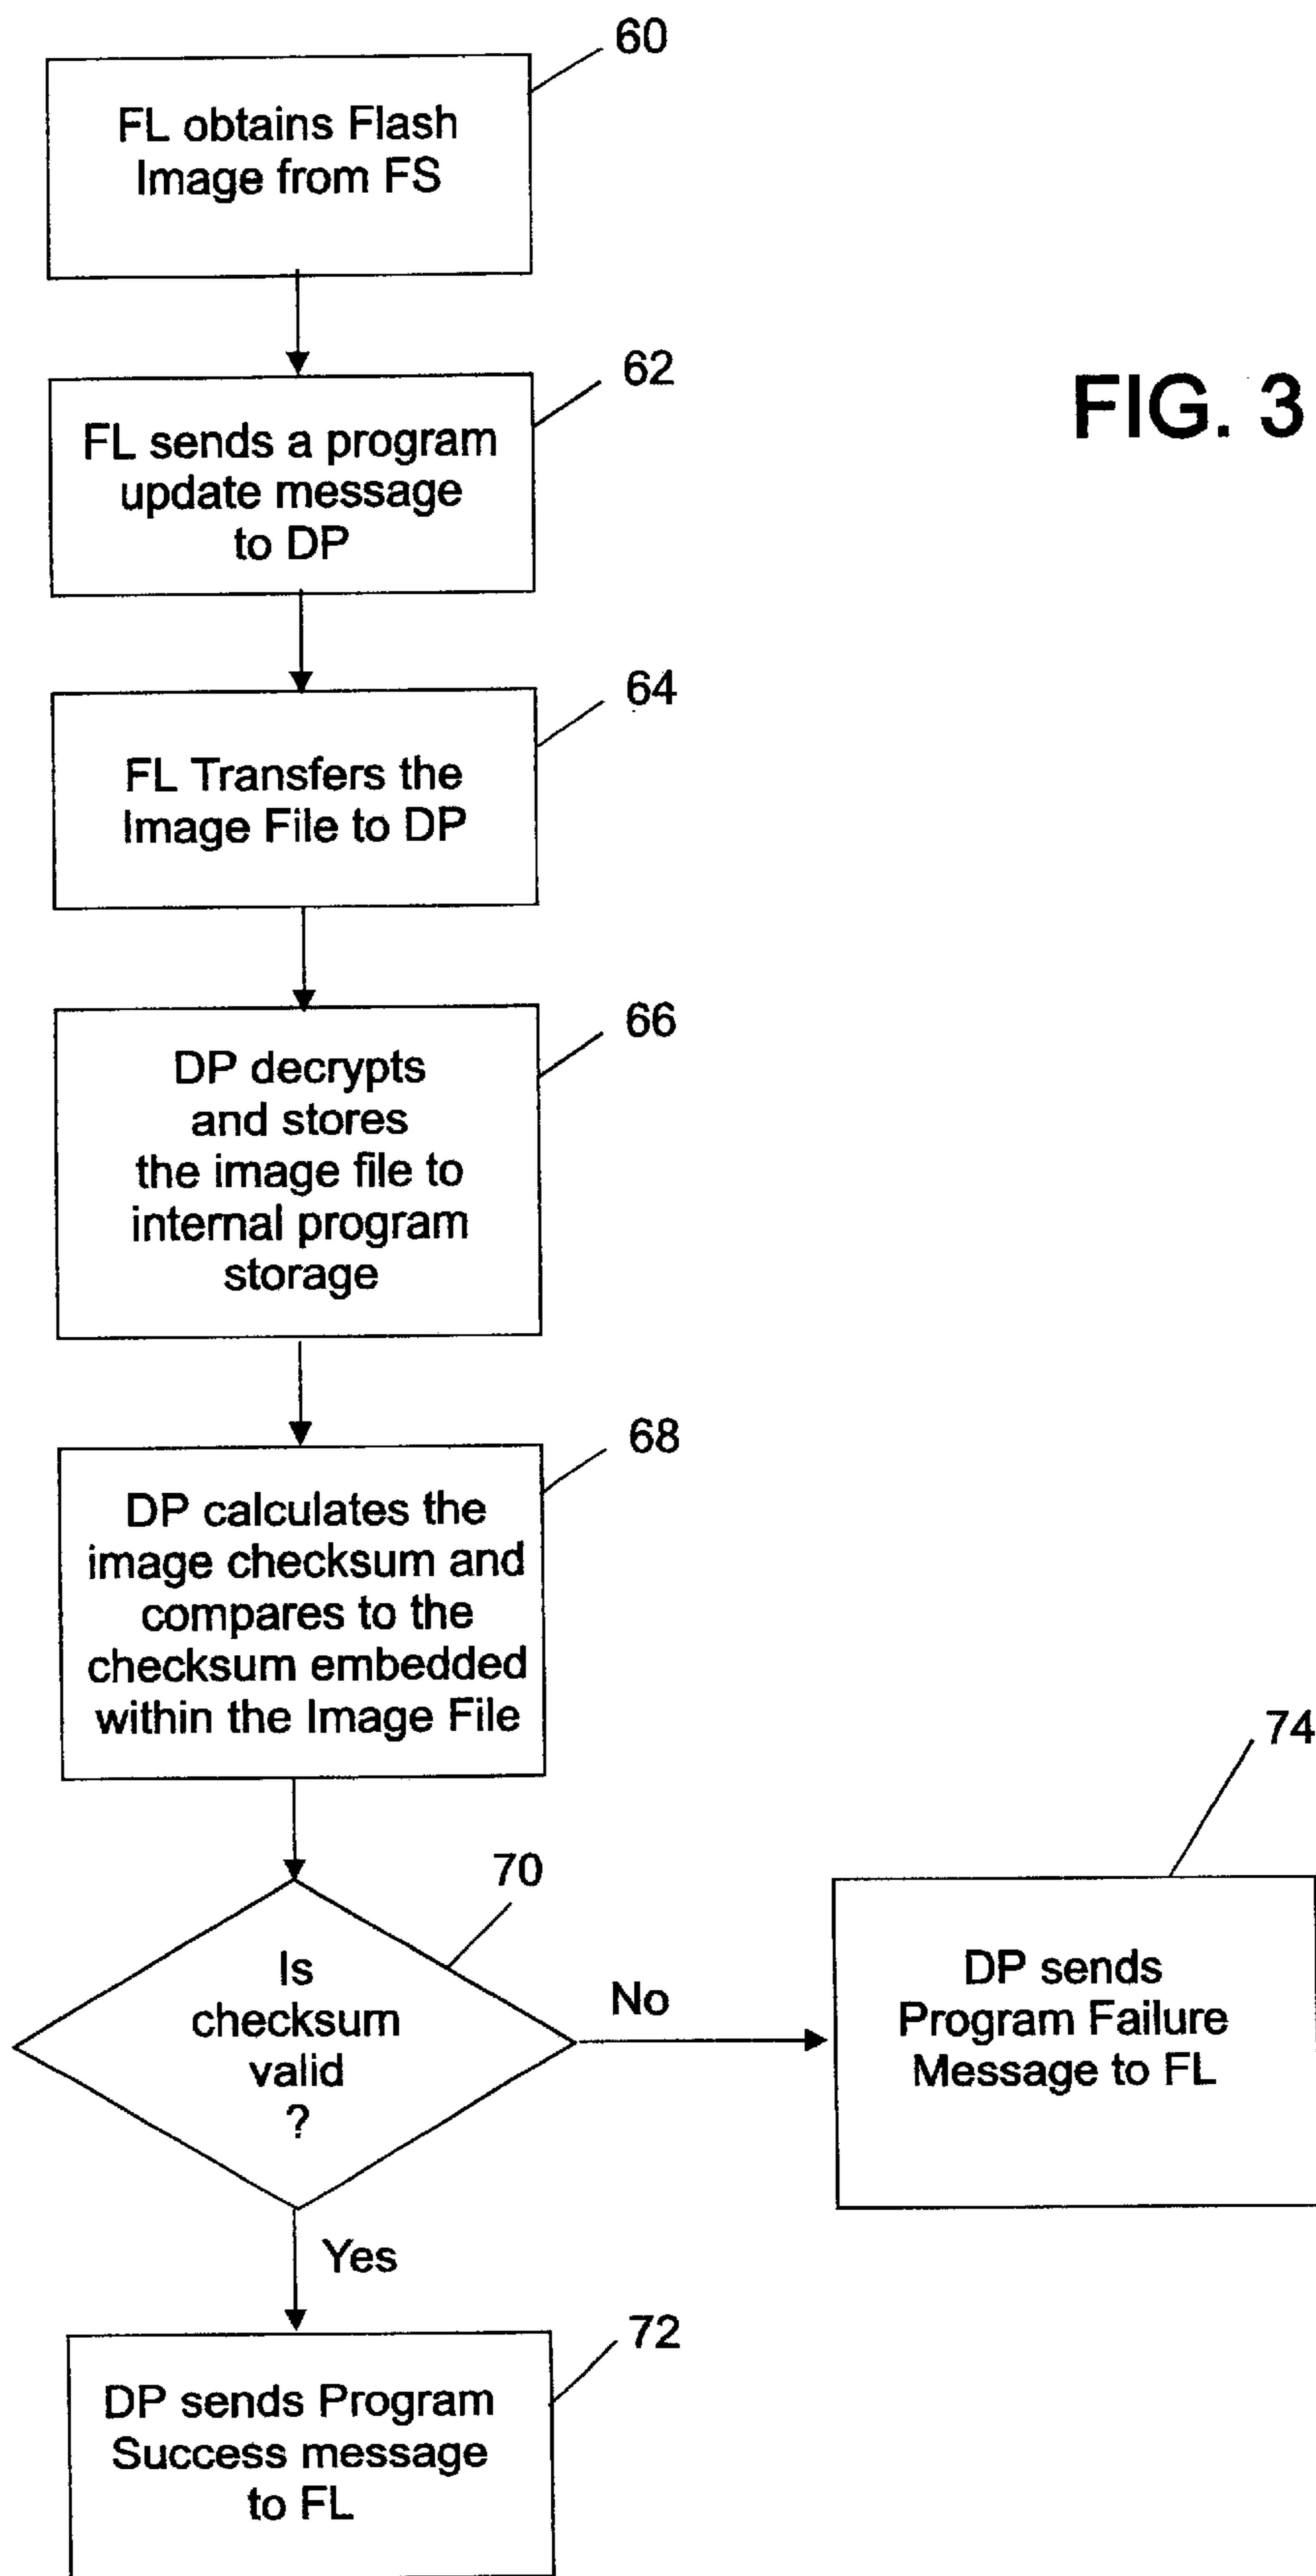 60
FL obtains Flash
Image from FS
62
FIG. 3
FL sends a program
update message
to DP
64
FL Transfers the
Image File to DP
66
DP decrypts
and stores
the image file to
internal program
storage
68
DP calculates the
image checksum and
compares to the
checksum embedded
within the Image File
74
70
Is
checksum
valid
?
No
DP sends
Program Failure
Message to FL
Yes
72
DP sends Program
Success message
to FL